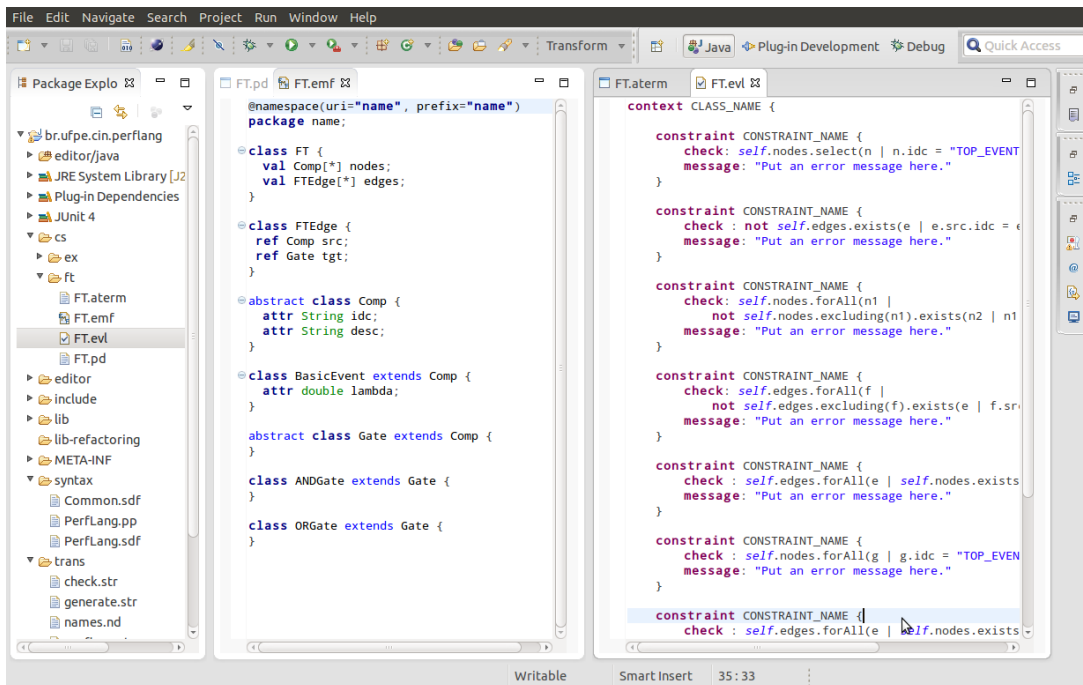 File Edit Navigate Search Project Run Window Help
Transform Java Plug-in Development Debug Quick Access
Package Explo
br.ufpe.cin.perflang
editor/java
JRE System Library [J2
Plug-in Dependencies
JUnit 4
cs
ex
ft
FT.aterm
FT.emf
FT.evl
FT.pd
editor
include
lib
lib-refactoring
META-INF
syntax
Common.sdf
PerfLang.pp
PerfLang.sdf
trans
check.str
generate.str
names.nd
FT.pd FT.emf
@namespace(uri="name", prefix="name")
package name;
class FT {
val Comp[*] nodes;
val FTEdge[*] edges;
}
class FTEdge {
ref Comp src;
ref Gate tgt;
}
abstract class Comp {
attr String idc;
attr String desc;
}
class BasicEvent extends Comp {
attr double lambda;
}
abstract class Gate extends Comp {
}
class ANDGate extends Gate {
}
class ORGate extends Gate {
}
FT.aterm FT.evl
context CLASS_NAME {
constraint CONSTRAINT_NAME {
check: self.nodes.select(n | n.idc = "TOP_EVENT
message: "Put an error message here."
}
constraint CONSTRAINT_NAME {
check : not self.edges.exists(e | e.src.idc = e
message: "Put an error message here."
}
constraint CONSTRAINT_NAME {
check: self.nodes.forAll(n1 |
not self.nodes.excluding(n1).exists(n2 | n1
message: "Put an error message here."
}
constraint CONSTRAINT_NAME {
check: self.edges.forAll(f |
not self.edges.excluding(f).exists(e | f.sr
message: "Put an error message here."
}
constraint CONSTRAINT_NAME {
check : self.edges.forAll(e | self.nodes.exists
message: "Put an error message here."
}
constraint CONSTRAINT_NAME {
check : self.nodes.forAll(g | g.idc = "TOP_EVEN
message: "Put an error message here."
}
constraint CONSTRAINT_NAME {
check : self.edges.forAll(e | self.nodes.exists
Writable Smart Insert 35:33